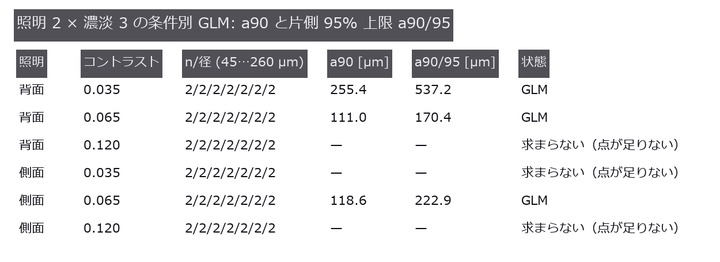 照明 2 × 濃淡 3 の条件別 GLM: a90 と片側 95% 上限 a90/95
照明 コントラスト n/径 (45…260 μm) a90 [μm] a90/95 [μm] 状態
背面 0.035 2/2/2/2/2/2/2 255.4 537.2 GLM
背面 0.065 2/2/2/2/2/2/2 111.0 170.4 GLM
背面 0.120 2/2/2/2/2/2/2 — — 求まらない（点が足りない）
側面 0.035 2/2/2/2/2/2/2 — — 求まらない（点が足りない）
側面 0.065 2/2/2/2/2/2/2 118.6 222.9 GLM
側面 0.120 2/2/2/2/2/2/2 — — 求まらない（点が足りない）